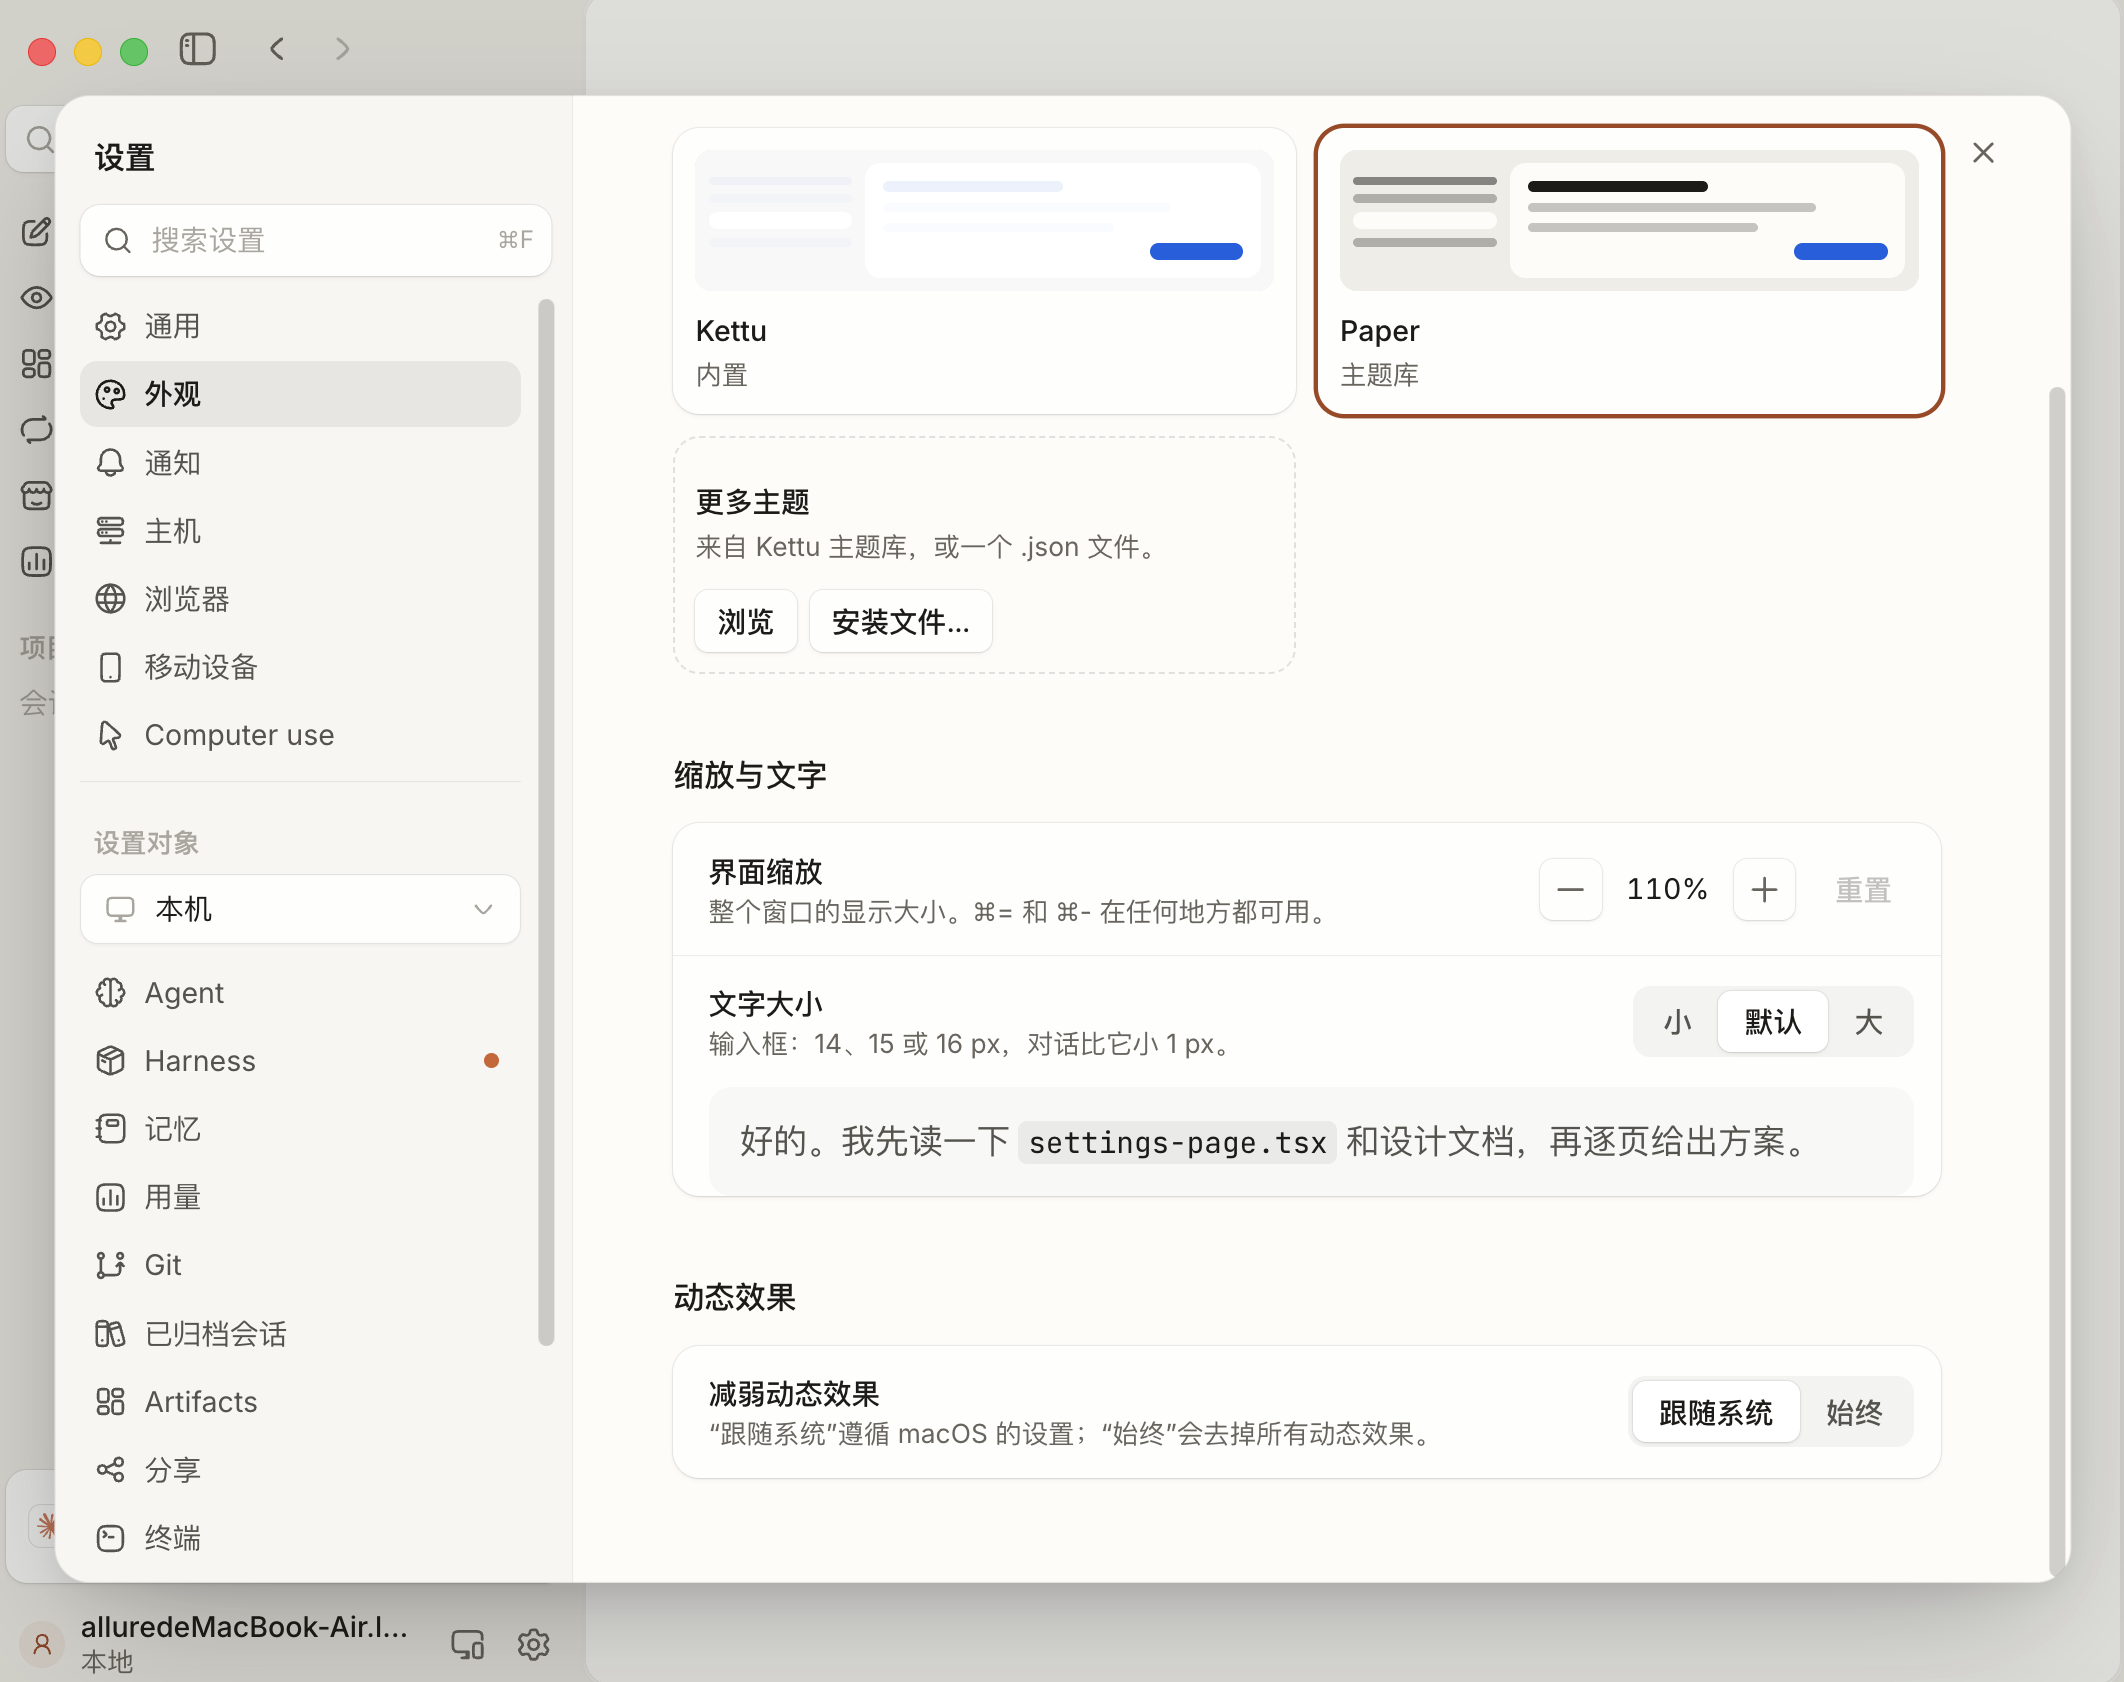 设置
搜索设置 ⌘F
通用
外观
通知
主机
浏览器
移动设备
Computer use
设置对象
本机
Agent
Harness
记忆
用量
Git
已归档会话
Artifacts
分享
终端
Kettu
内置
Paper
主题库
更多主题
来自 Kettu 主题库，或一个 .json 文件。
浏览 安装文件...
缩放与文字
界面缩放
整个窗口的显示大小。⌘= 和 ⌘- 在任何地方都可用。
110% 重置
文字大小
输入框：14、15 或 16 px，对话比它小 1 px。
小 默认 大
好的。我先读一下 settings-page.tsx 和设计文档，再逐页给出方案。
动态效果
减弱动态效果
“跟随系统”遵循 macOS 的设置；“始终”会去掉所有动态效果。
跟随系统 始终
alluredeMacBook-Air.l...
本地